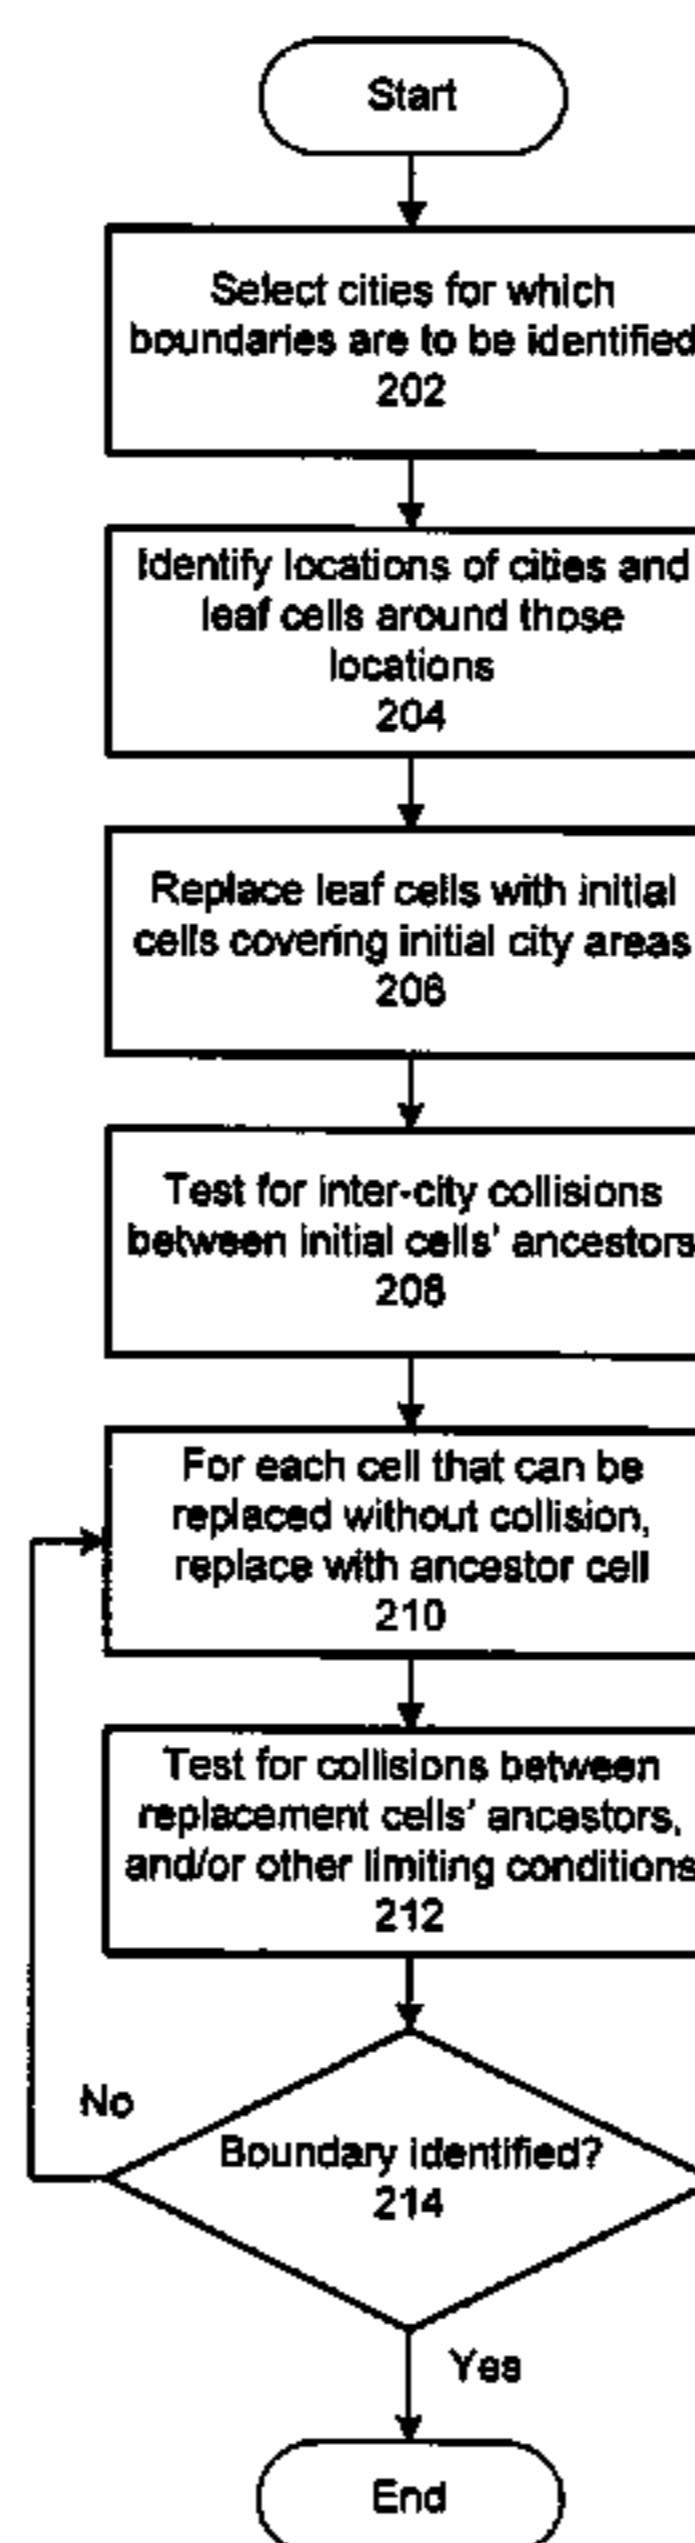 Start
Select cities for which
boundaries are to be identified
202
Identify locations of cities and
leaf cells around those
locations
204
Replace leaf cells with initial
cells covering initial city areas
206
Test for inter-city collisions
between initial cells' ancestors
208
For each cell that can be
replaced without collision,
replace with ancestor cell
210
Test for collisions between
replacement cells' ancestors,
and/or other limiting conditions
212
No
Boundary identified?
214
Yes
End